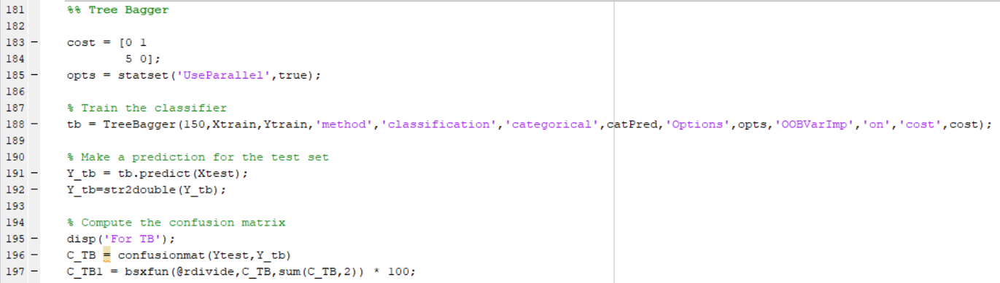 181 %% Tree Bagger
182
183 – cost = [0 1
184 5 0];
185 – opts = statset('UseParallel',true);
186
187 % Train the classifier
188 – tb = TreeBagger(150,Xtrain,Ytrain,'method','classification','categorical',catPred,'Options',opts,'OOBVarImp','on','cost',cost);
189
190 % Make a prediction for the test set
191 – Y_tb = tb.predict(Xtest);
192 – Y_tb=str2double(Y_tb);
193
194 % Compute the confusion matrix
195 – disp('For TB');
196 – C_TB = confusionmat(Ytest,Y_tb)
197 – C_TB1 = bsxfun(@rdivide,C_TB,sum(C_TB,2)) * 100;